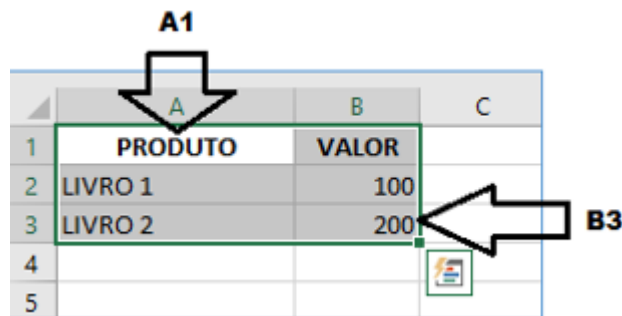 A1
A B C
1 PRODUTO VALOR
2 LIVRO 1 100
3 LIVRO 2 200
B3
4
5